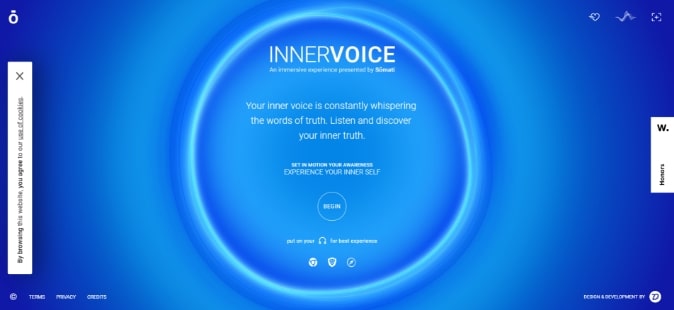 ō
INNERVOICE
An immersive experience presented by Slimati
Your inner voice is constantly whispering
the words of truth. Listen and discover
your inner truth.
SET IN MOTION YOUR AWARENESS
EXPERIENCE YOUR INNER SELF
BEGIN
put on your for best experience
By browsing this website, you agree to our use of cookies.
W.
Honors
© TERMS PRIVACY CREDITS
DESIGN & DEVELOPMENT BY